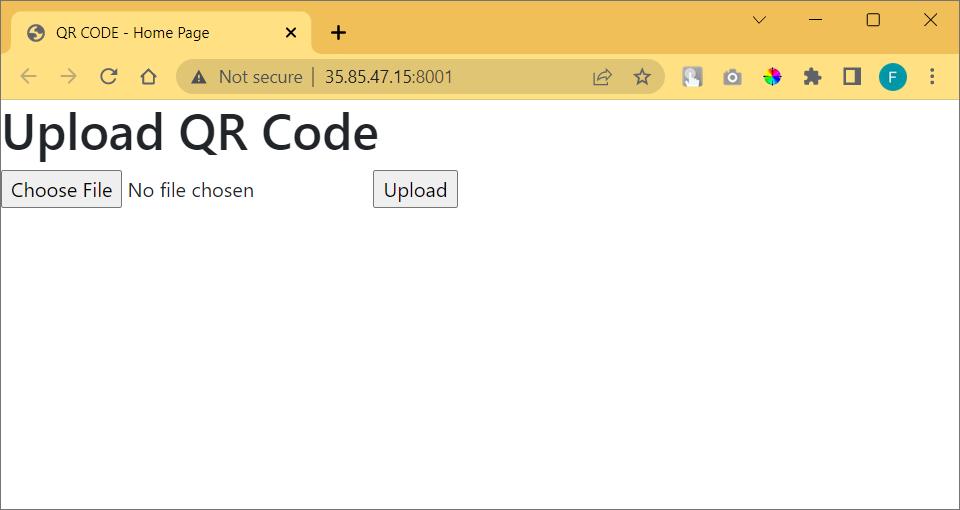 QR CODE - Home Page
Not secure | 35.85.47.15:8001
F
Upload QR Code
Choose File No file chosen Upload